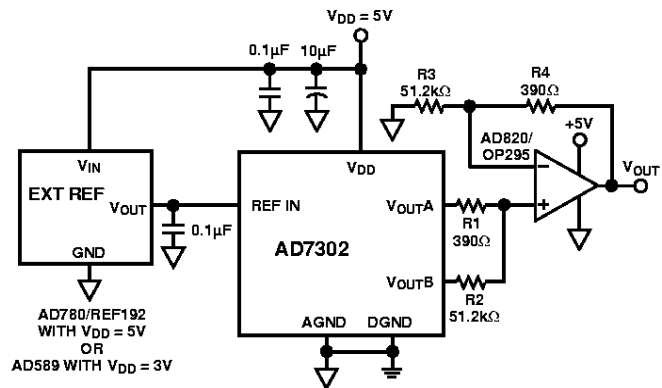 V_DD = 5V
0.1µF
10µF
R3
51.2kΩ
R4
390Ω
AD820/
OP295
+5V
V_OUT
−
+
V_IN
EXT REF
V_OUT
GND
0.1µF
V_DD
REF IN
AD7302
V_OUTA
V_OUTB
AGND
DGND
R1
390Ω
R2
51.2kΩ
AD780/REF192
WITH V_DD = 5V
OR
AD589 WITH V_DD = 3V